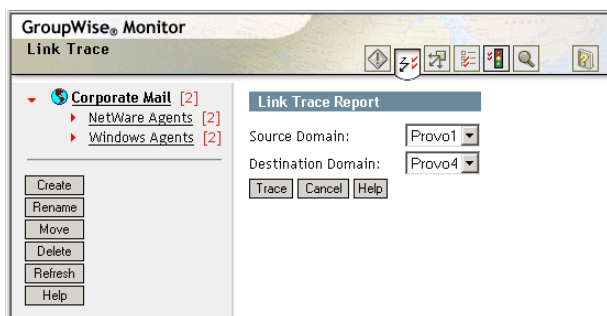 GroupWise® Monitor
Link Trace
Corporate Mail [2]
NetWare Agents [2]
Windows Agents [2]
Create
Rename
Move
Delete
Refresh
Help
Link Trace Report
Source Domain: Provo1
Destination Domain: Provo4
Trace Cancel Help